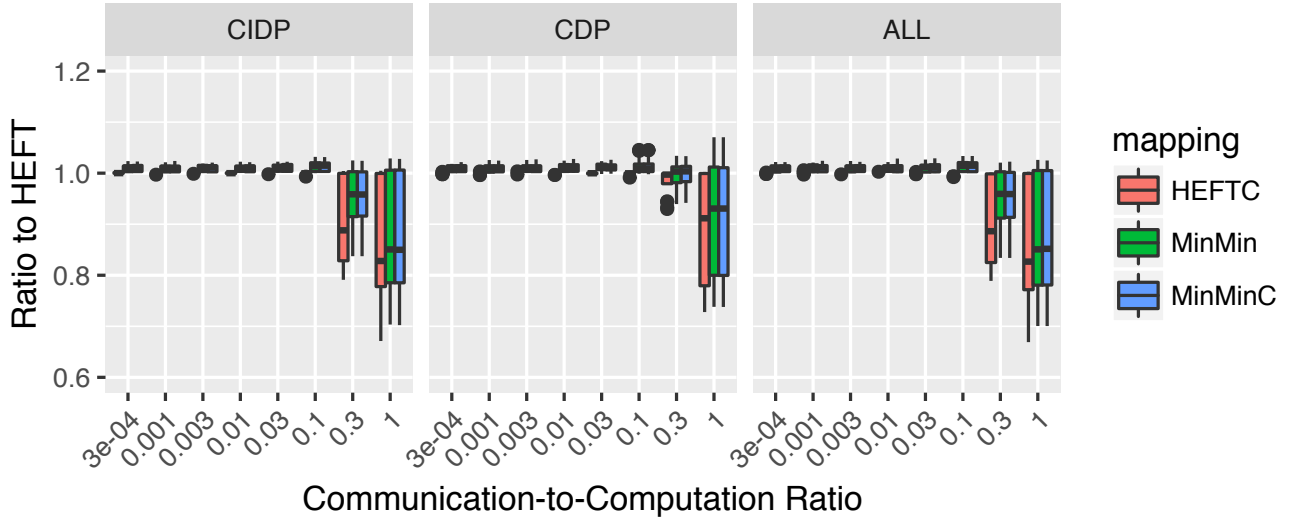 CIDP
CDP
ALL
Ratio to HEFT
1.2
1.0
0.8
0.6
3e-04
0.001
0.003
0.01
0.03
0.1
0.3
1
3e-04
0.001
0.003
0.01
0.03
0.1
0.3
1
3e-04
0.001
0.003
0.01
0.03
0.1
0.3
1
Communication-to-Computation Ratio
mapping
HEFTC
MinMin
MinMinC